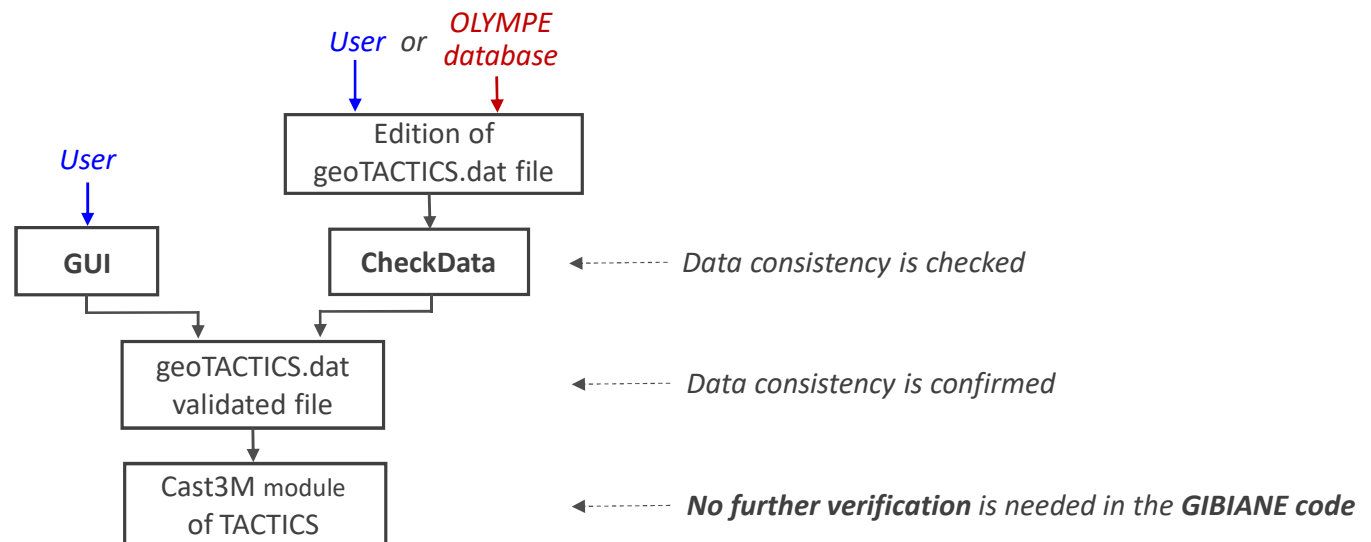 User or OLYMPE
database
Edition of
geoTACTICS.dat file
User
GUI
CheckData
Data consistency is checked
geoTACTICS.dat
validated file
Data consistency is confirmed
Cast3M module
of TACTICS
No further verification is needed in the GIBIANE code